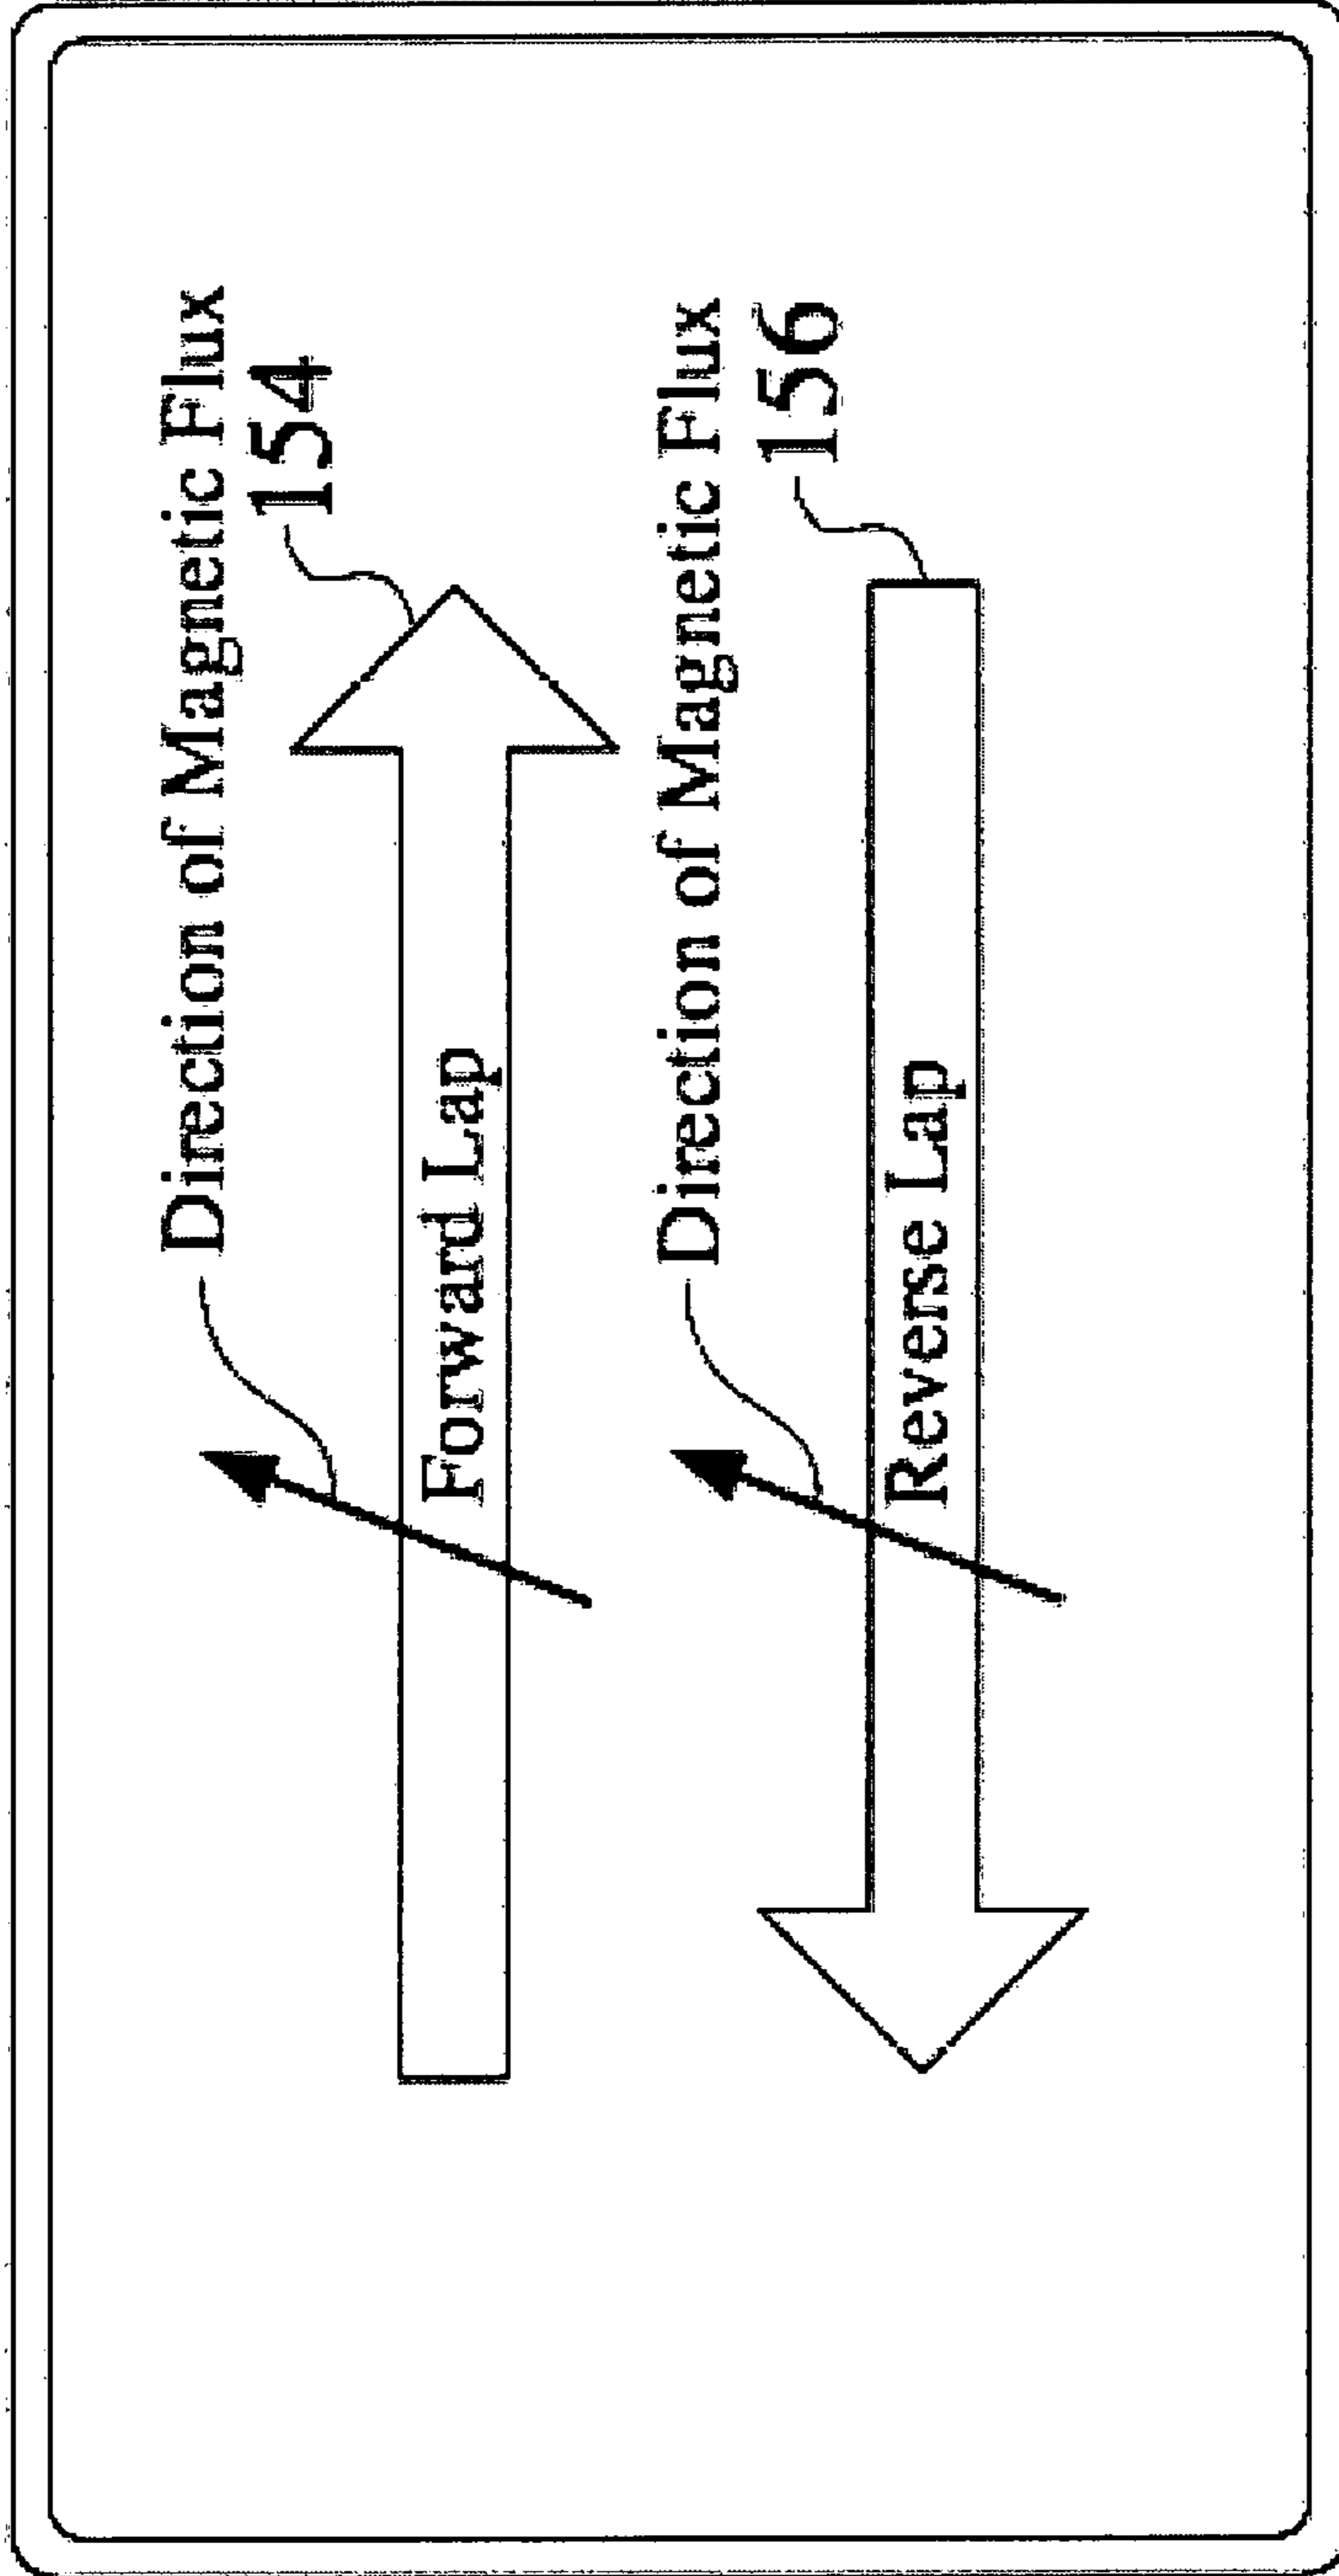 Direction of Magnetic Flux
154
Forward Lap
Direction of Magnetic Flux
156
Reverse Lap